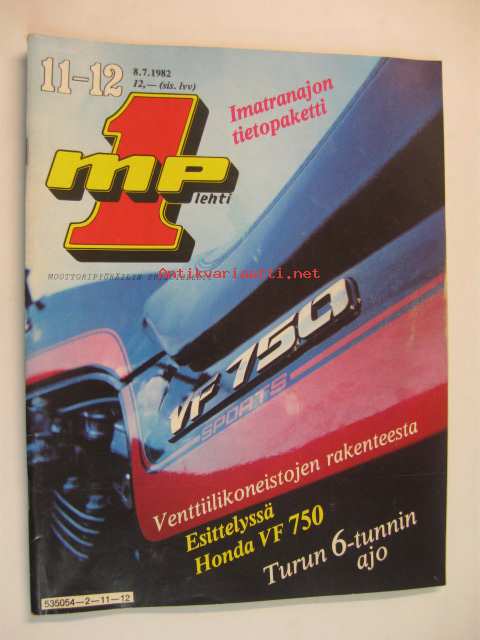 11-12
8.7.1982
12,— (sis. lvv)
Imatranajon
tietopaketti
1
mp
lehti
Antikvariaatti.net
VF 750
SPORTS
Venttiilikoneistojen rakenteesta
Esittelyssä
Honda VF 750
Turun 6-tunnin
ajo
535054—2—11—12